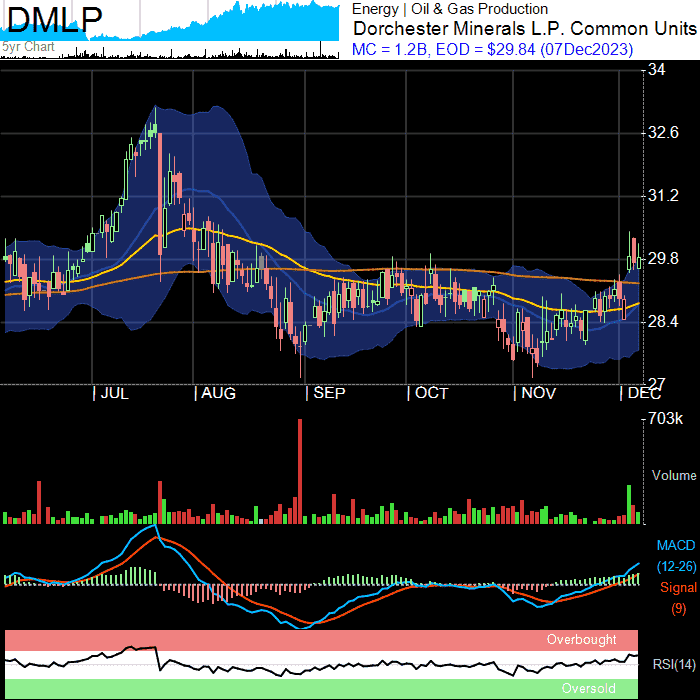 DMLP
5yr Chart
Energy | Oil & Gas Production
Dorchester Minerals L.P. Common Units
MC = 1.2B, EOD = $29.84 (07Dec2023)
34
32.6
31.2
29.8
28.4
27
| JUL | AUG | SEP | OCT | NOV | DEC
703k
Volume
MACD
(12-26)
Signal
(9)
Overbought
RSI(14)
Oversold